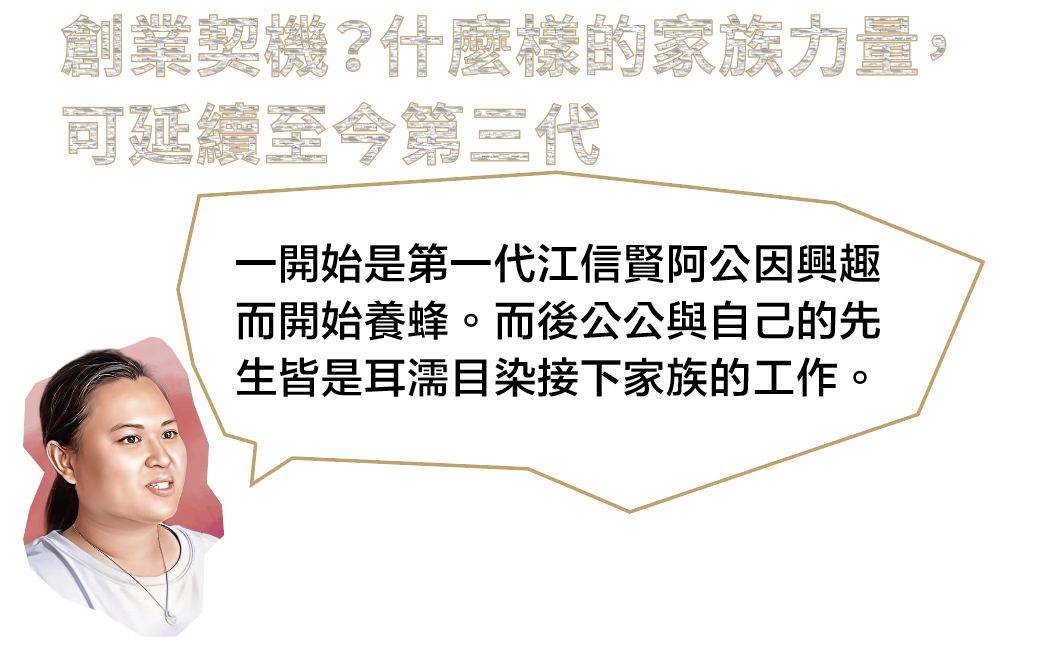 創業契機？什麼樣的家族力量，
可延續至今第三代
一開始是第一代江信賢阿公因興趣
而開始養蜂。而後公公與自己的先
生皆是耳濡目染接下家族的工作。